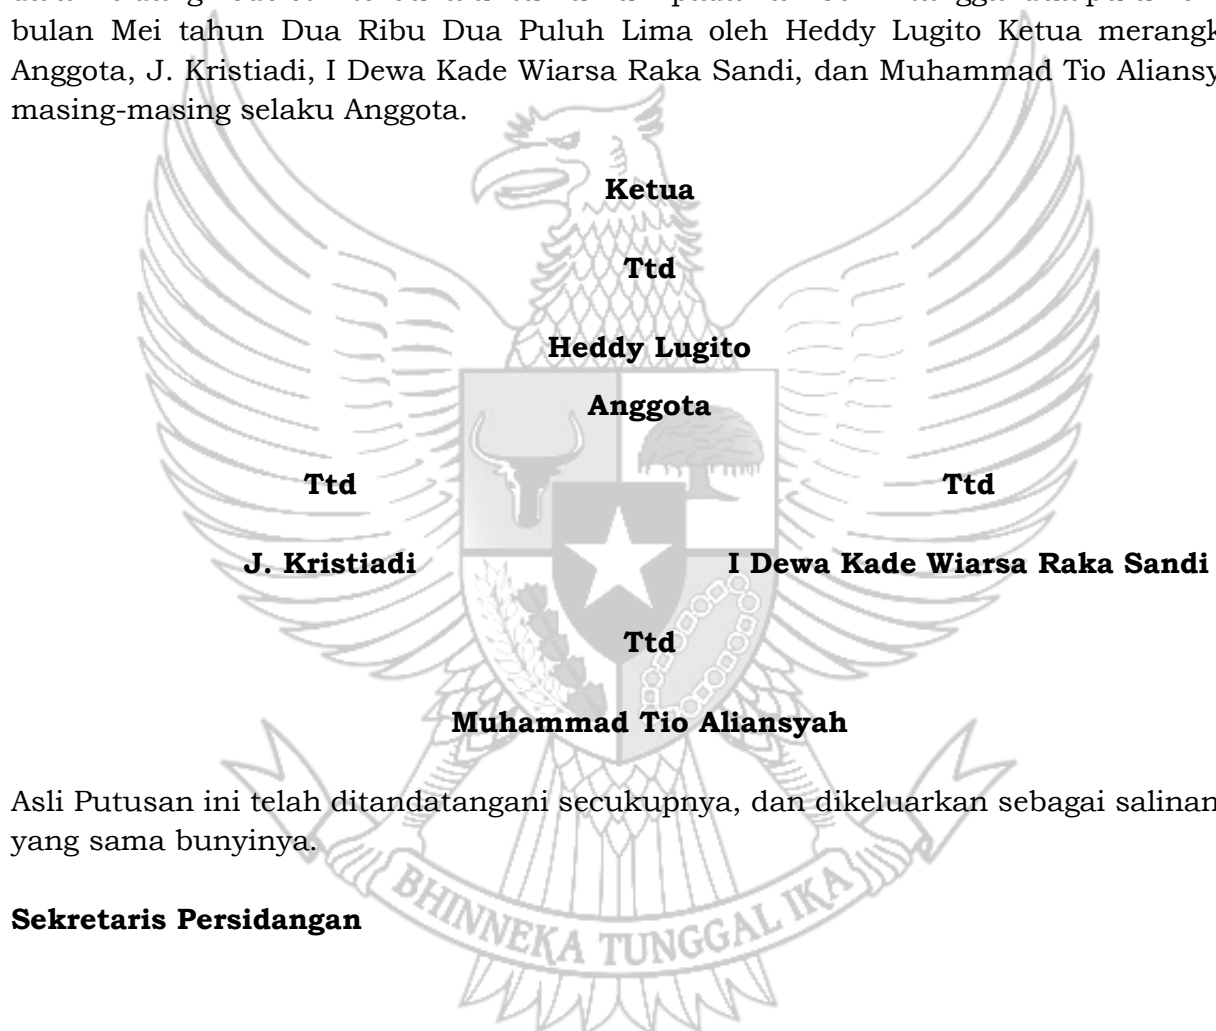 bulan Mei tahun Dua Ribu Dua Puluh Lima oleh Heddy Lugito Ketua
Anggota, J. Kristiadi, I Dewa Kade Wiarsa Raka Sandi, dan Muhammad Tio
masing-masing selaku Anggota.
Ketua
Ttd
Heddy Lugito
Anggota
Ttd Ttd
J. Kristiadi I Dewa Kade Wiarsa Raka Sandi
Ttd
Muhammad Tio Aliansyah
Asli Putusan ini telah ditandatangani secukupnya, dan dikeluarkan sebagai salinan
yang sama bunyinya.
Sekretaris Persidangan
BHINNEKA TUNGGAL IKA